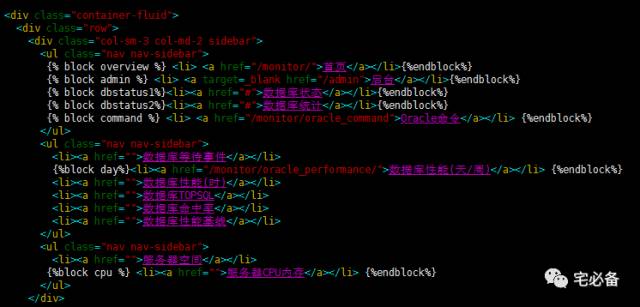 <div class="container-fluid">
<div class="row">
<div class="col-sm-3 col-md-2 sidebar">
<ul class="nav nav-sidebar">
{% block overview %} <li> <a href="/monitor/">首页</a></li>{%endblock%}
{% block admin %} <li> <a target=_blank href="/admin">后台</a></li>{%endblock%}
{% block dbstatus1%}<li><a href="#">数据库状态</a></li>{%endblock%}
{% block dbstatus2%}<li><a href="#">数据库统计</a></li>{%endblock%}
{% block command %} <li> <a href="/monitor/oracle_command">Oracle命令</a></li> {%endblock%}
</ul>
<ul class="nav nav-sidebar">
<li><a href="">数据库等待事件</a></li>
{%block day%}<li><a href="/monitor/oracle_performance/">数据库性能(天/周)</a></li> {%endblock%}
<li><a href="">数据库性能(时)</a></li>
<li><a href="">数据库TOPSQL</a></li>
<li><a href="">数据库命中率</a></li>
<li><a href="">数据库性能基线</a></li>
</ul>
<ul class="nav nav-sidebar">
<li><a href="">服务器空间</a></li>
{%block cpu %} <li><a href="">服务器CPU内存</a></li> {%endblock%}
</ul>
</div>
宅必备